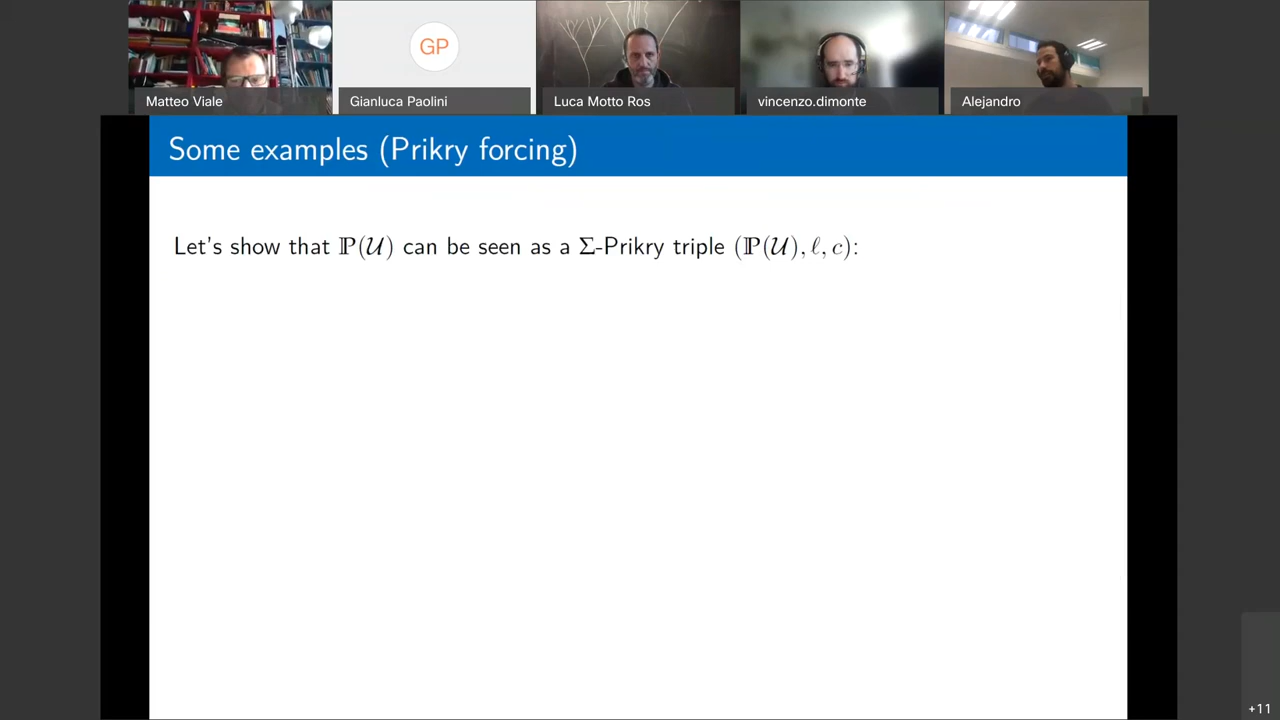 GP
Matteo Viale
Gianluca Paolini
Luca Motto Ros
vincenzo.dimonte
Alejandro
Some examples (Prikry forcing)
Let's show that ℙ(𝒰) can be seen as a Σ-Prikry triple (ℙ(𝒰), ℓ, c):
+11